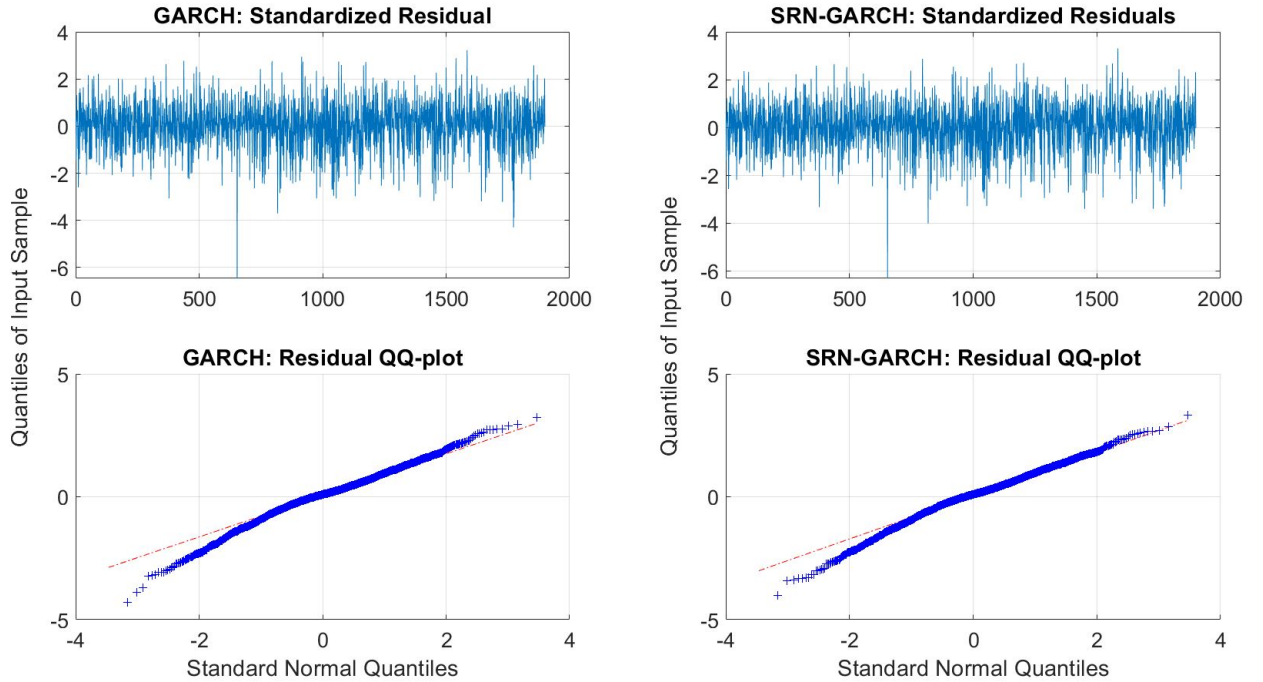 GARCH: Standardized Residual
4
2
0
-2
-4
-6
0 500 1000 1500 2000
Quantiles of Input Sample
GARCH: Residual QQ-plot
5
0
-5
-4 -2 0 2 4
Standard Normal Quantiles
SRN-GARCH: Standardized Residuals
4
2
0
-2
-4
-6
0 500 1000 1500 2000
Quantiles of Input Sample
SRN-GARCH: Residual QQ-plot
5
0
-5
-4 -2 0 2 4
Standard Normal Quantiles